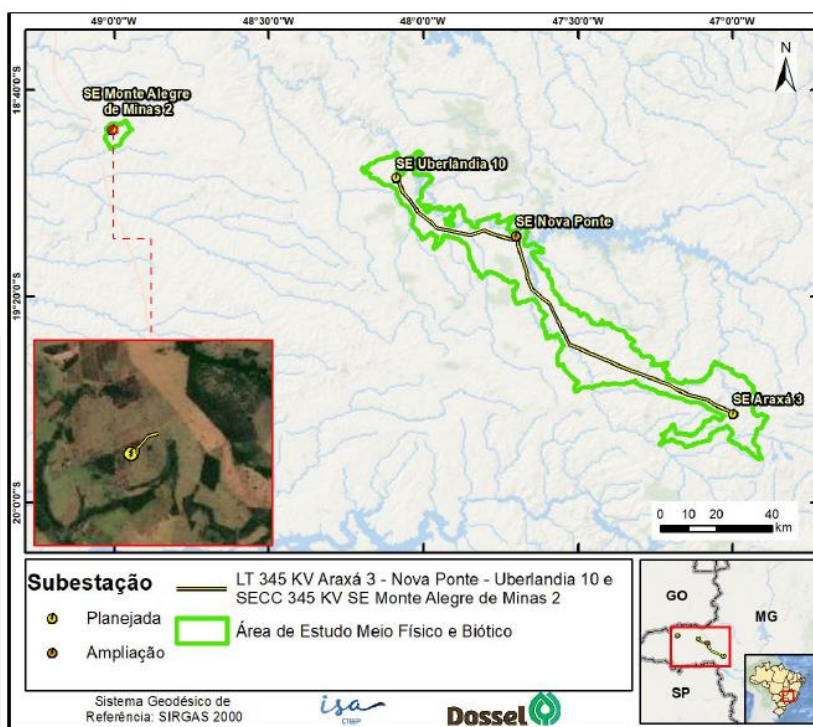 49°0'0"O 48°0'0"O 47°30'0"O 47°0'0"O
18°40'0"S
19°20'0"S
20°0'0"S
N
SE Monte Alegre
de Minas 2
SE Uberlândia 10
SE Nova Ponte
SE Araxá 3
0 10 20 40
km
Subestação
Planejada
Ampliação
LT 345 KV Araxá 3 - Nova Ponte - Uberlandia 10 e
SECC 345 KV SE Monte Alegre de Minas 2
Área de Estudo Meio Físico e Biótico
GO
MG
SP
Sistema Geodésico de
Referência: SIRGAS 2000
isa
CTEEP
Dossel